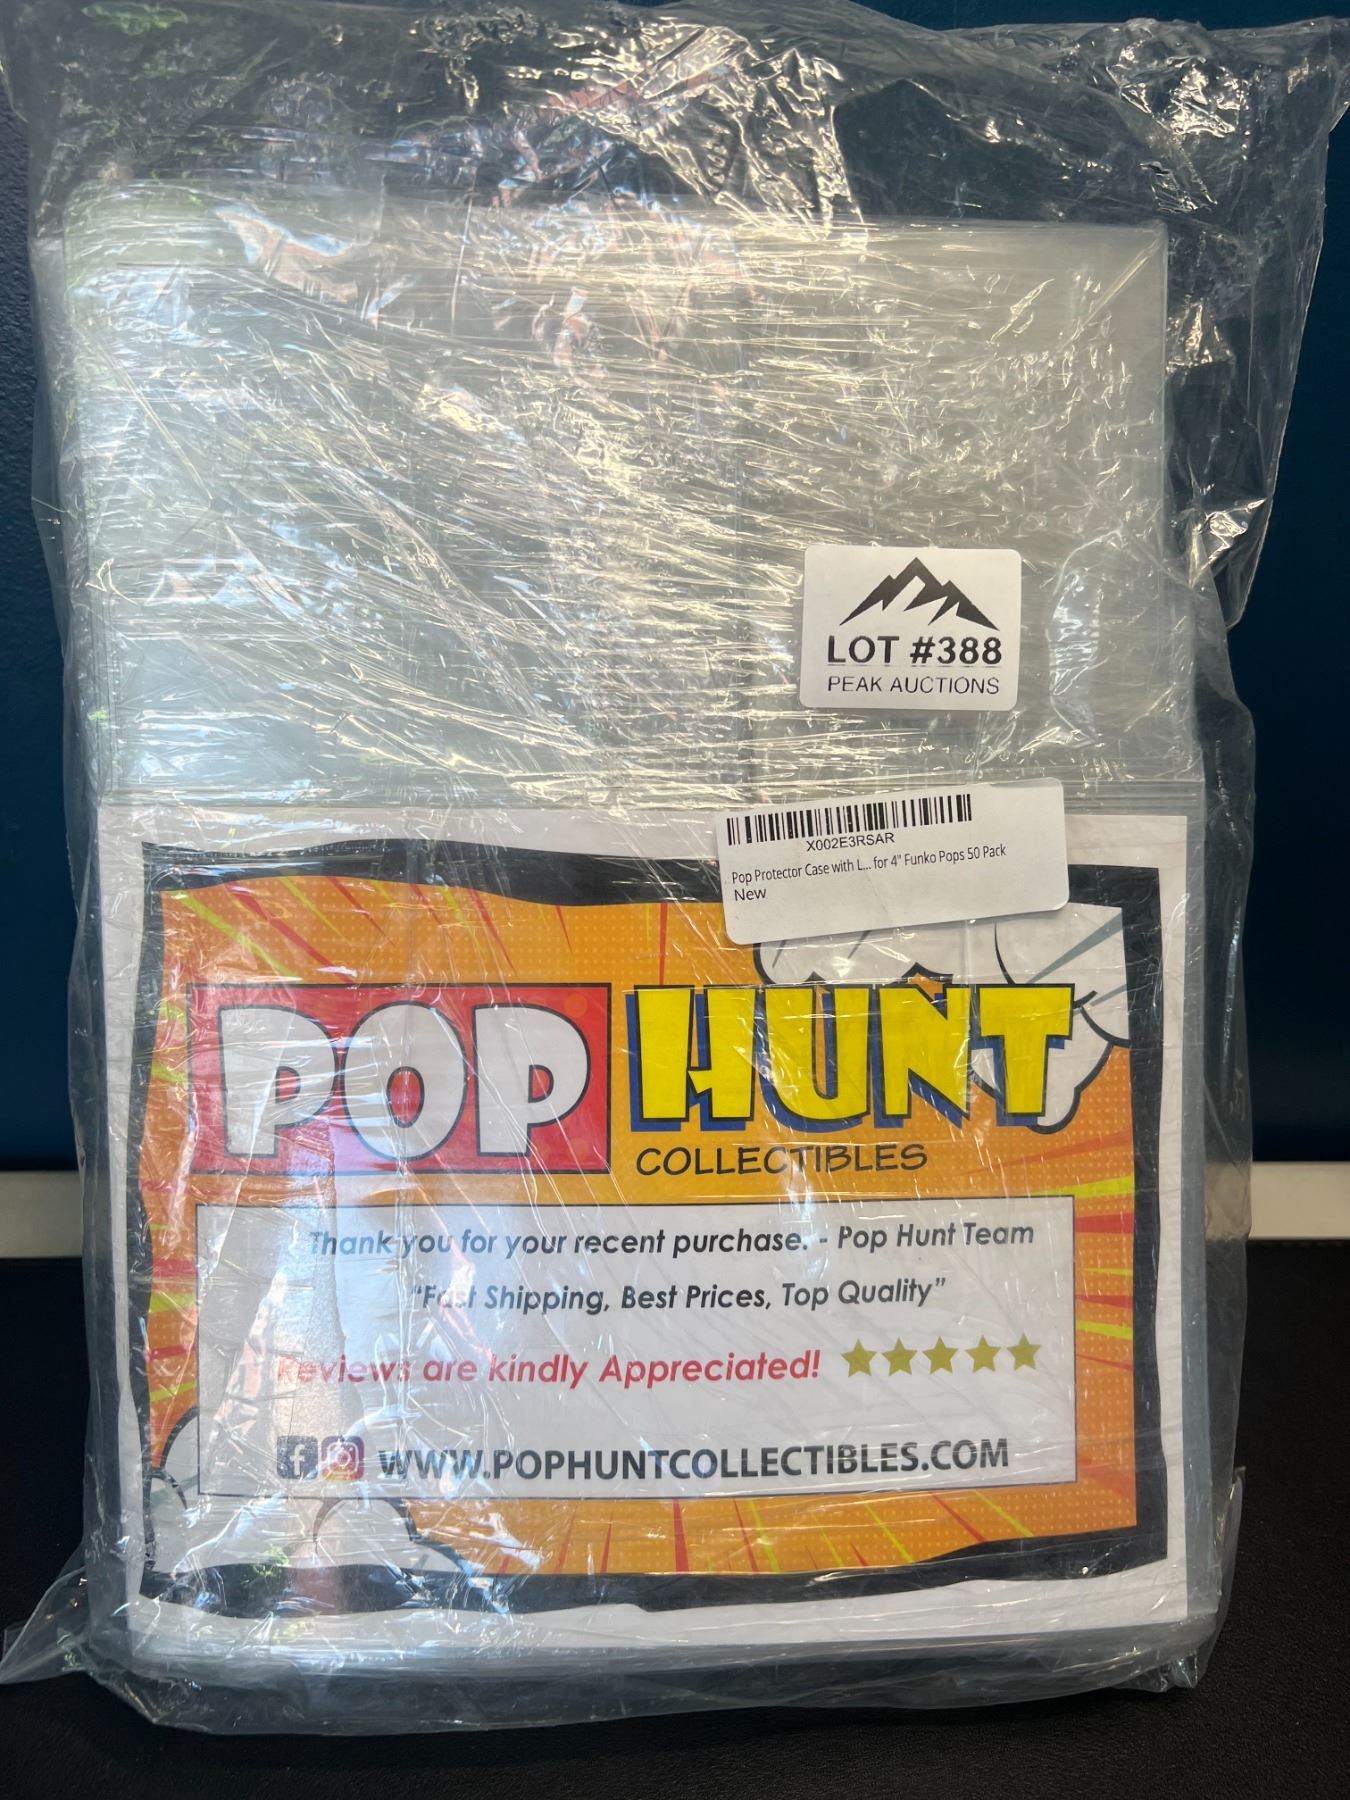 LOT #388
PEAK AUCTIONS
X002E3RSAR
Pop Protector Case with L... for 4" Funko Pops 50 Pack
New
POP HUNT
COLLECTIBLES
Thank you for your recent purchase. - Pop Hunt Team
"Fast Shipping, Best Prices, Top Quality"
Reviews are kindly Appreciated!
WWW.POPHUNTCOLLECTIBLES.COM